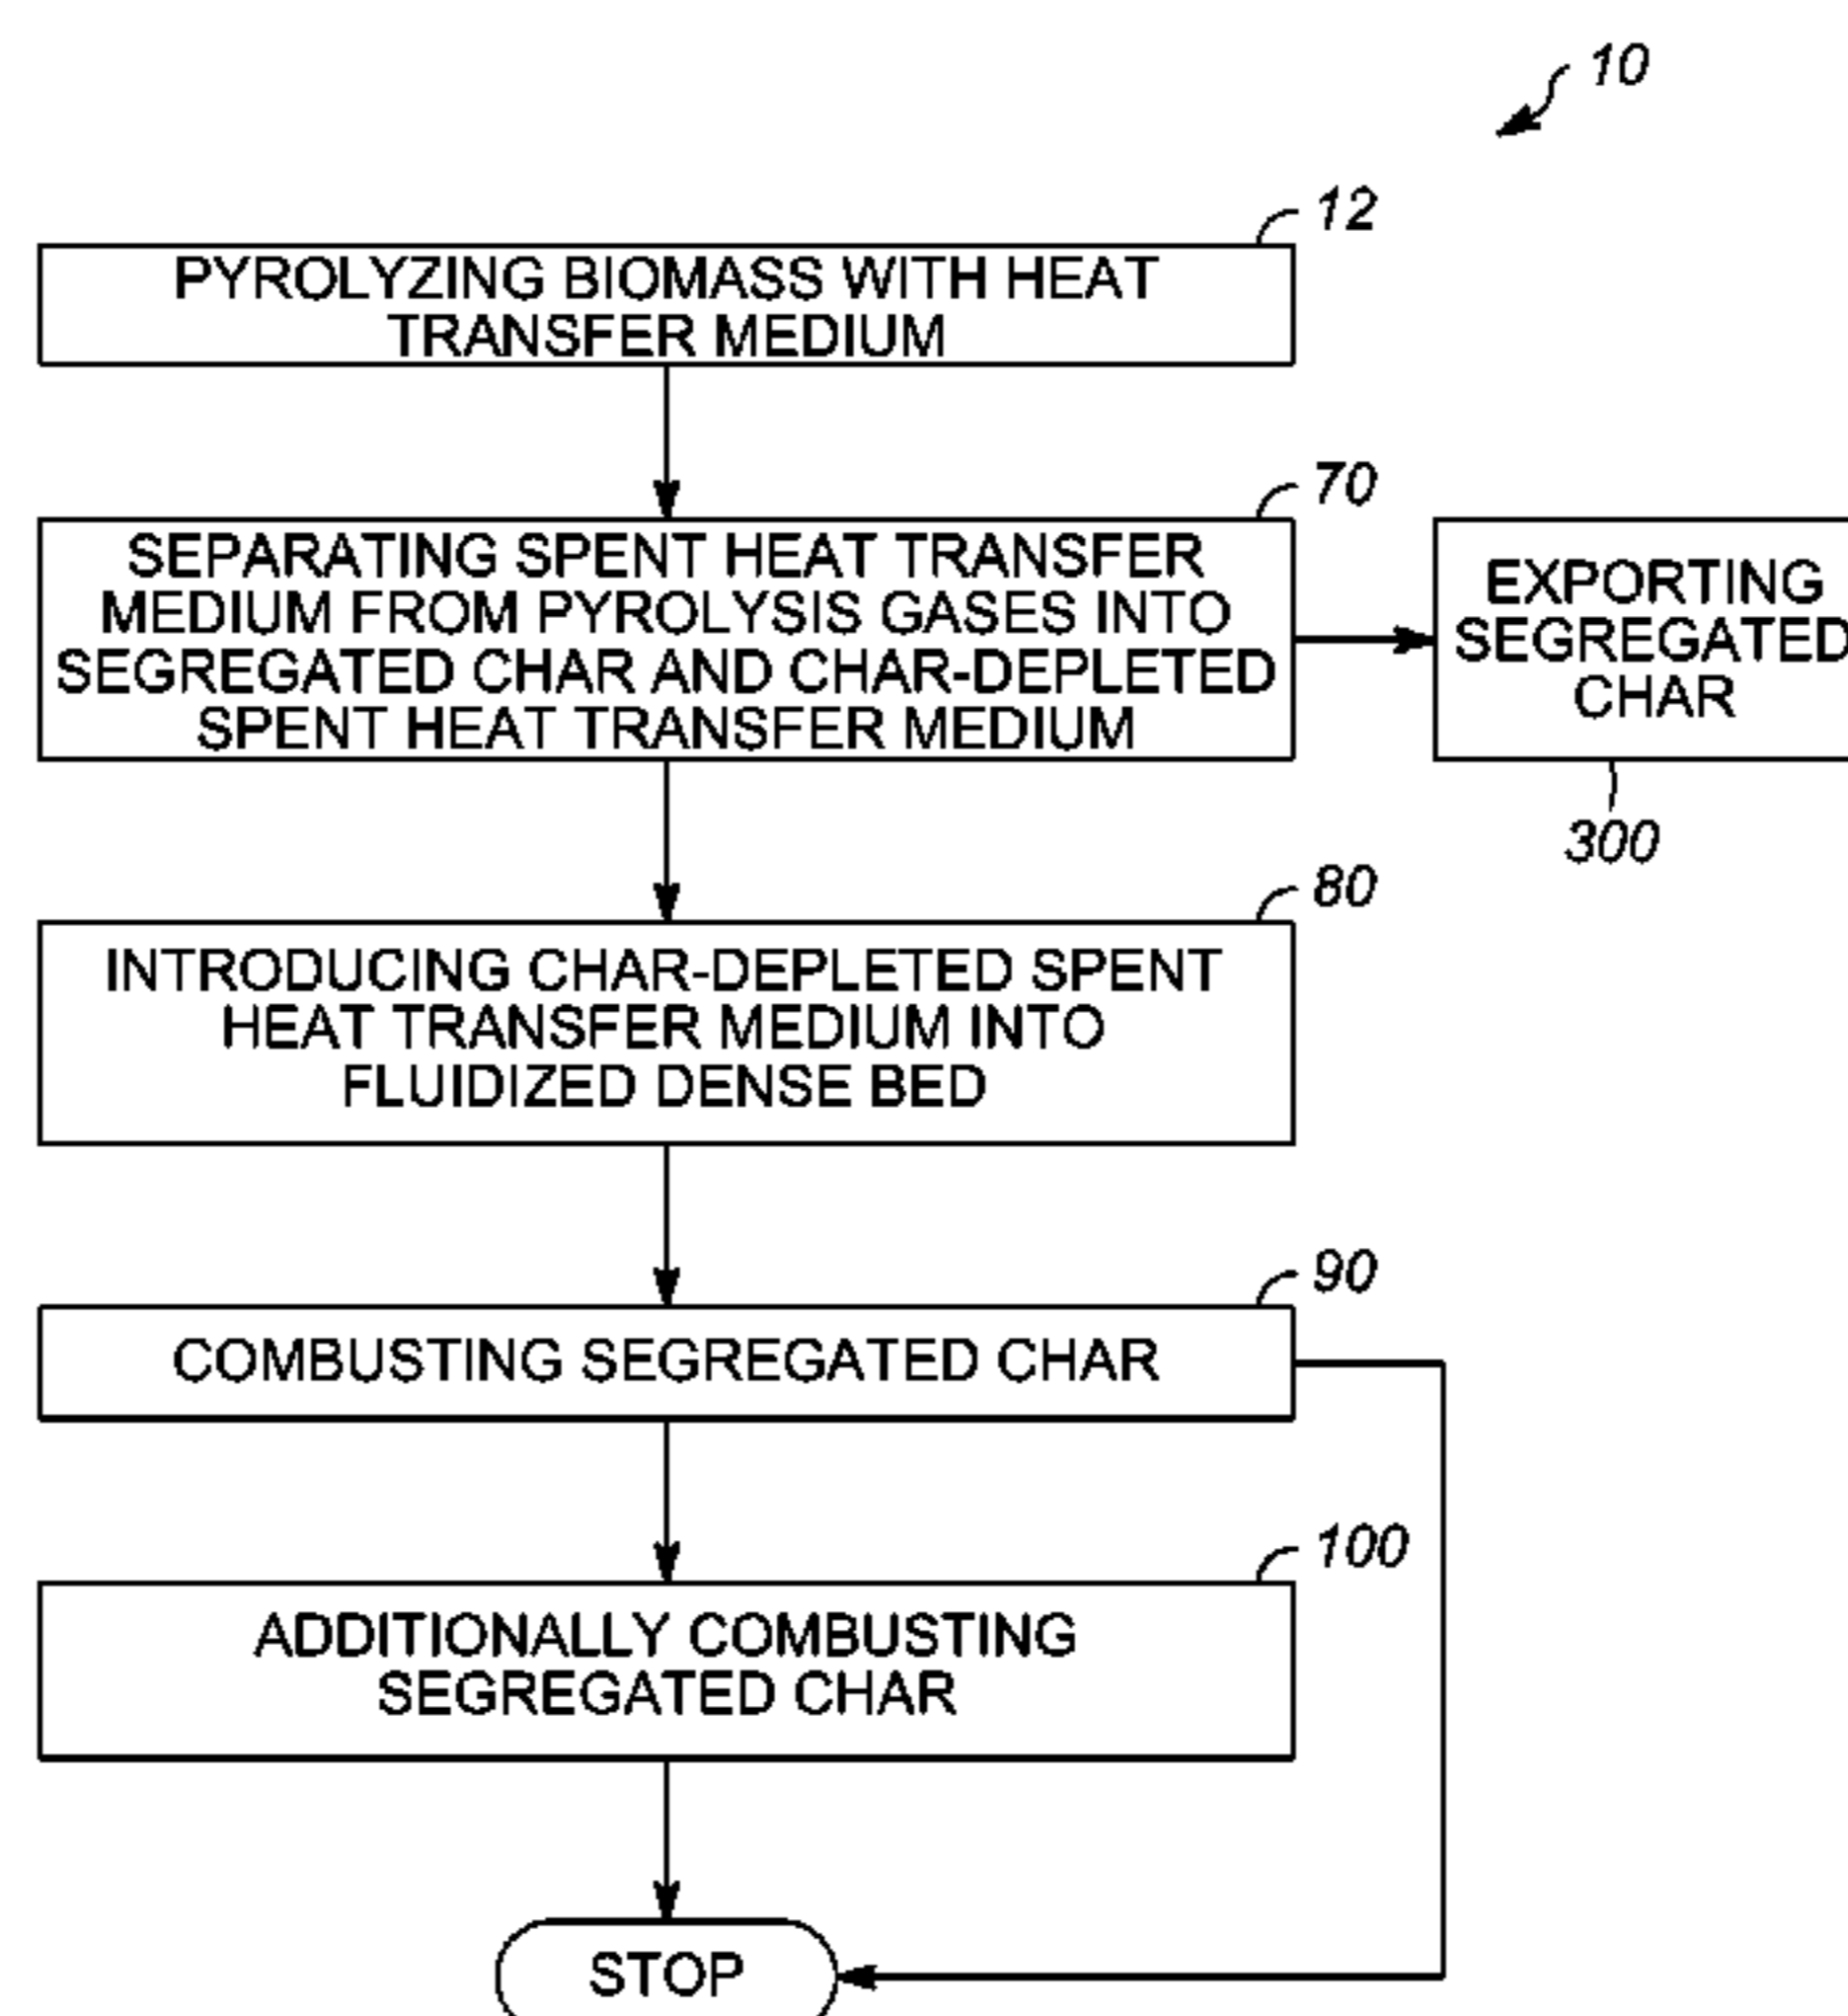 10
12
PYROLYZING BIOMASS WITH HEAT
TRANSFER MEDIUM
70
SEPARATING SPENT HEAT TRANSFER
MEDIUM FROM PYROLYSIS GASES INTO
SEGREGATED CHAR AND CHAR-DEPLETED
SPENT HEAT TRANSFER MEDIUM
EXPORTING
SEGREGATED
CHAR
300
80
INTRODUCING CHAR-DEPLETED SPENT
HEAT TRANSFER MEDIUM INTO
FLUIDIZED DENSE BED
90
COMBUSTING SEGREGATED CHAR
100
ADDITIONALLY COMBUSTING
SEGREGATED CHAR
STOP